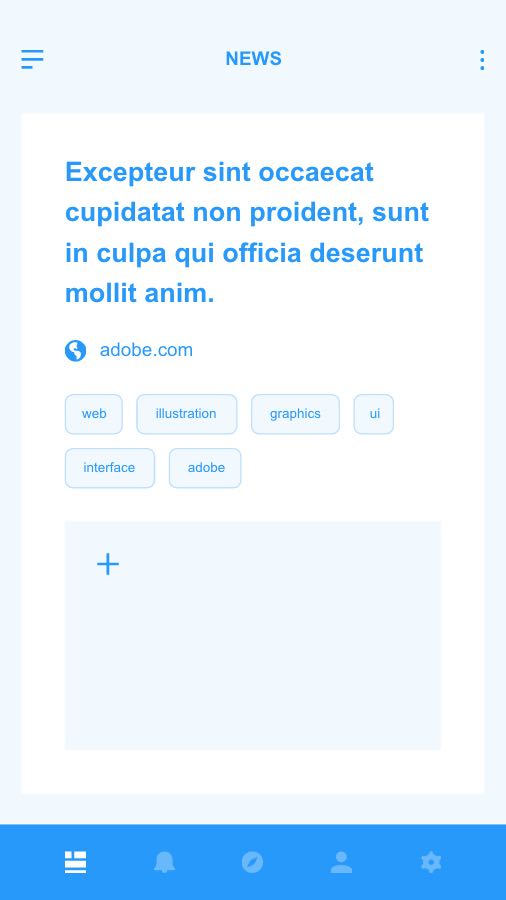 NEWS
Excepteur sint occaecat
cupidatat non proident, sunt
in culpa qui officia deserunt
mollit anim.
adobe.com
web illustration graphics ui
interface adobe